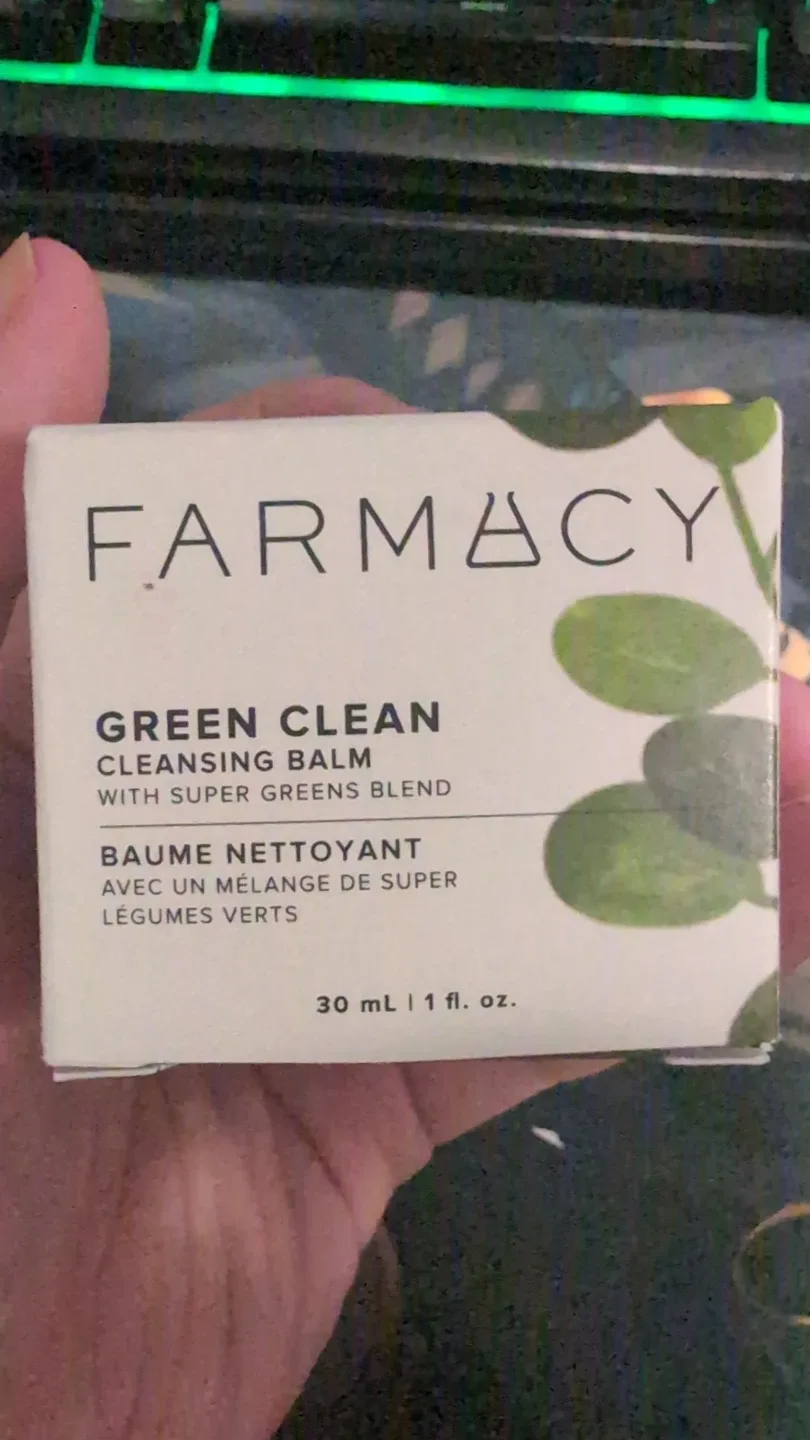 FARMACY
GREEN CLEAN
CLEANSING BALM
WITH SUPER GREENS BLEND
BAUME NETTOYANT
AVEC UN MÉLANGE DE SUPER
LÉGUMES VERTS
30 mL | 1 fl. oz.